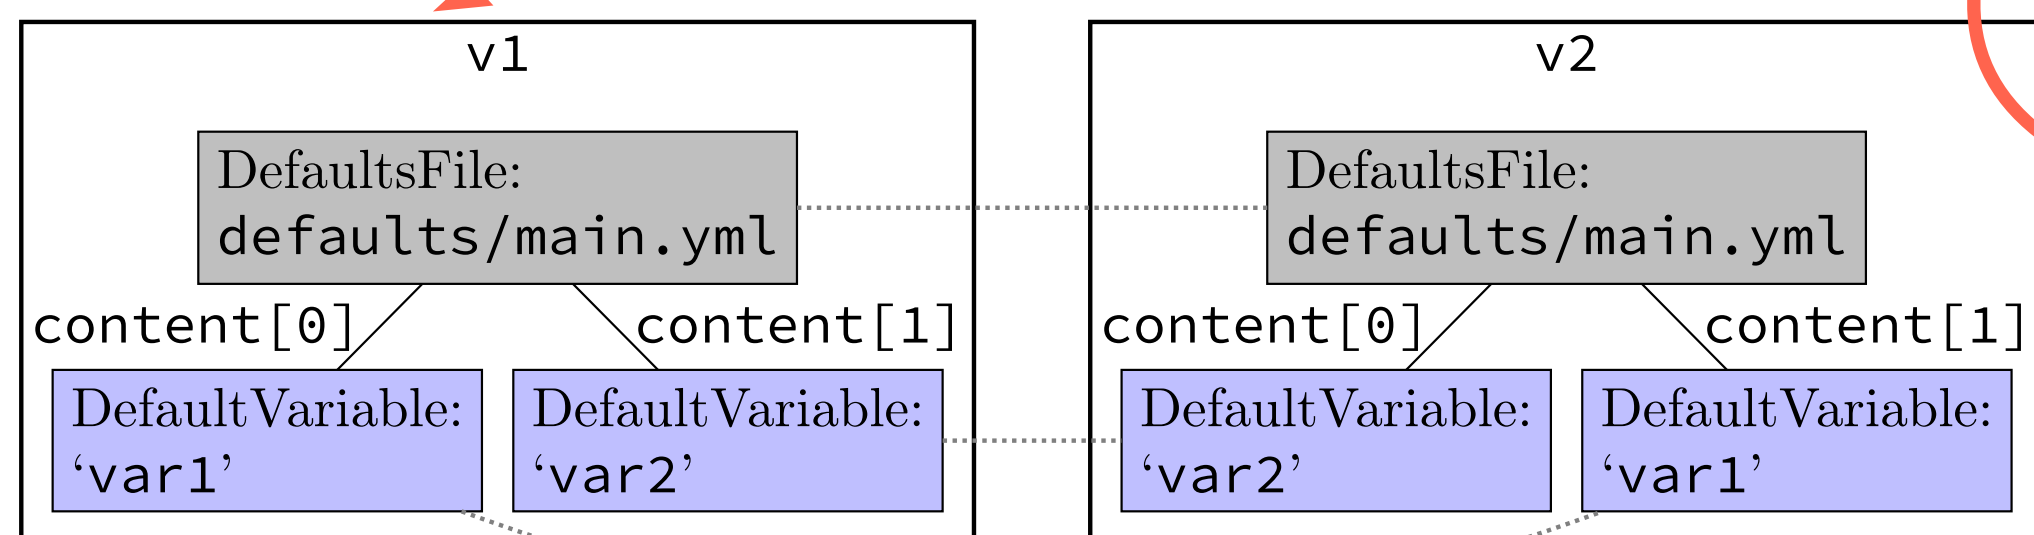 v1
DefaultsFile:
defaults/main.yml
content[0]
content[1]
DefaultVariable:
‘var1’
DefaultVariable:
‘var2’
v2
DefaultsFile:
defaults/main.yml
content[0]
content[1]
DefaultVariable:
‘var2’
DefaultVariable:
‘var1’